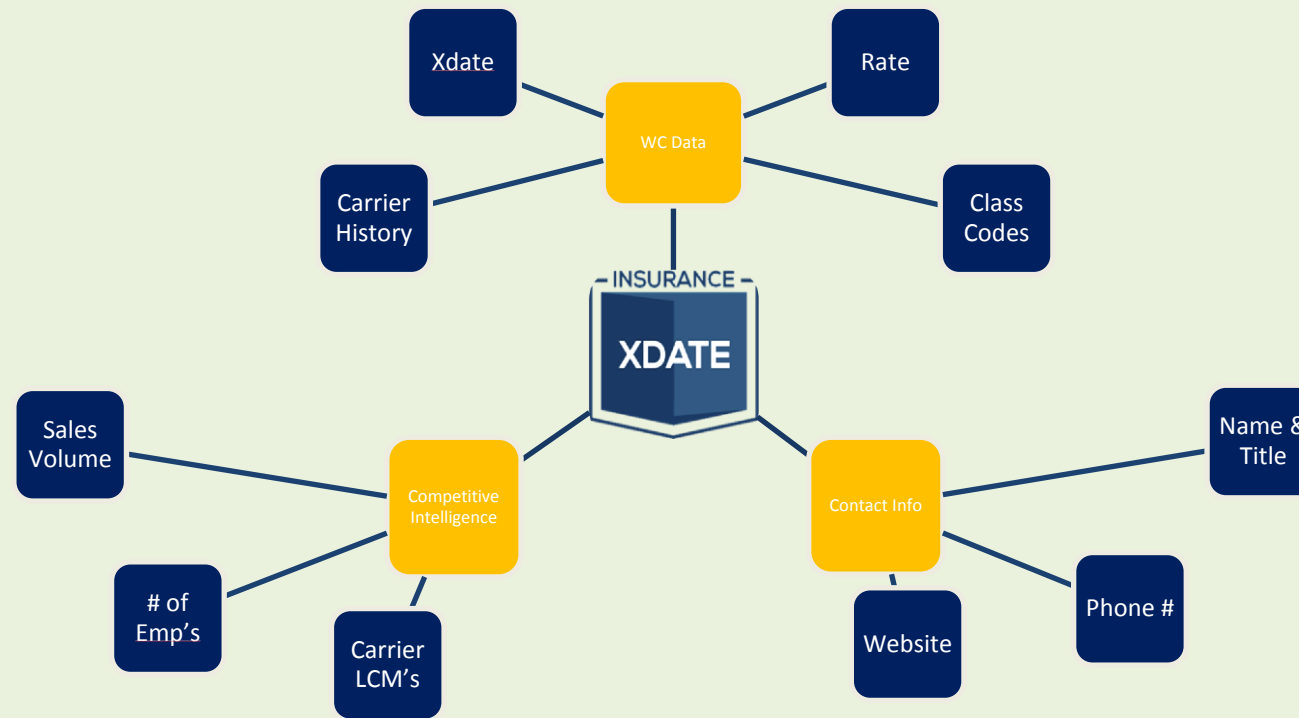 Xdate
Rate
WC Data
Carrier
History
Class
Codes
INSURANCE
XDATE
Sales
Volume
Competitive
Intelligence
Contact Info
Name &
Title
# of
Emp’s
Carrier
LCM’s
Website
Phone #